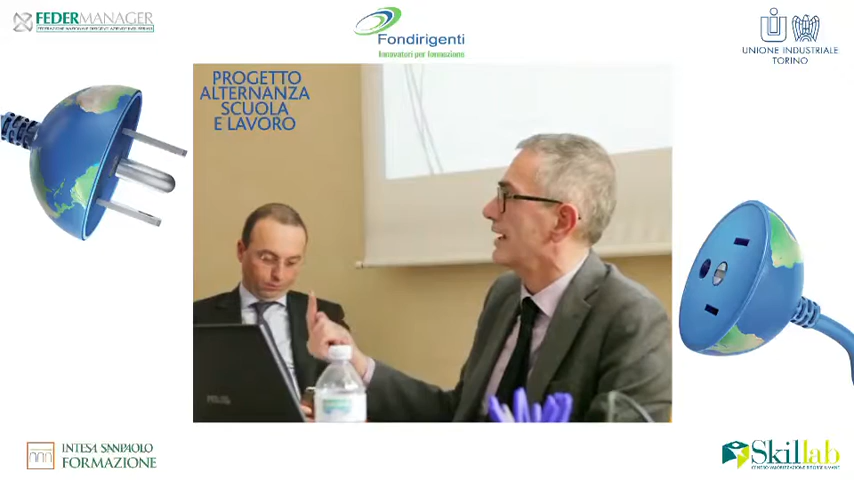 FEDERMANAGER
Fondirigenti
Innovatori per formazione
UNIONE INDUSTRIALE
TORINO
PROGETTO
ALTERNANZA
SCUOLA
E LAVORO
INTESA SANPAOLO
FORMAZIONE
Skillab